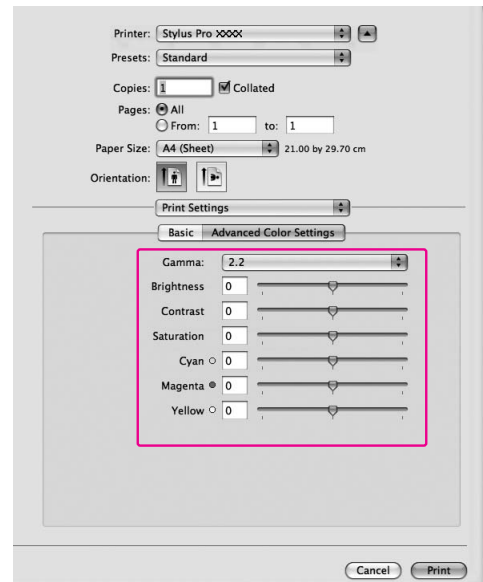 Printer: Stylus Pro XXXX
Presets: Standard
Copies: 1 Collated
Pages: All
From: 1 to: 1
Paper Size: A4 (Sheet) 21.00 by 29.70 cm
Orientation:
Print Settings
Basic Advanced Color Settings
Gamma: 2.2
Brightness 0
Contrast 0
Saturation 0
Cyan 0
Magenta 0
Yellow 0
Cancel Print